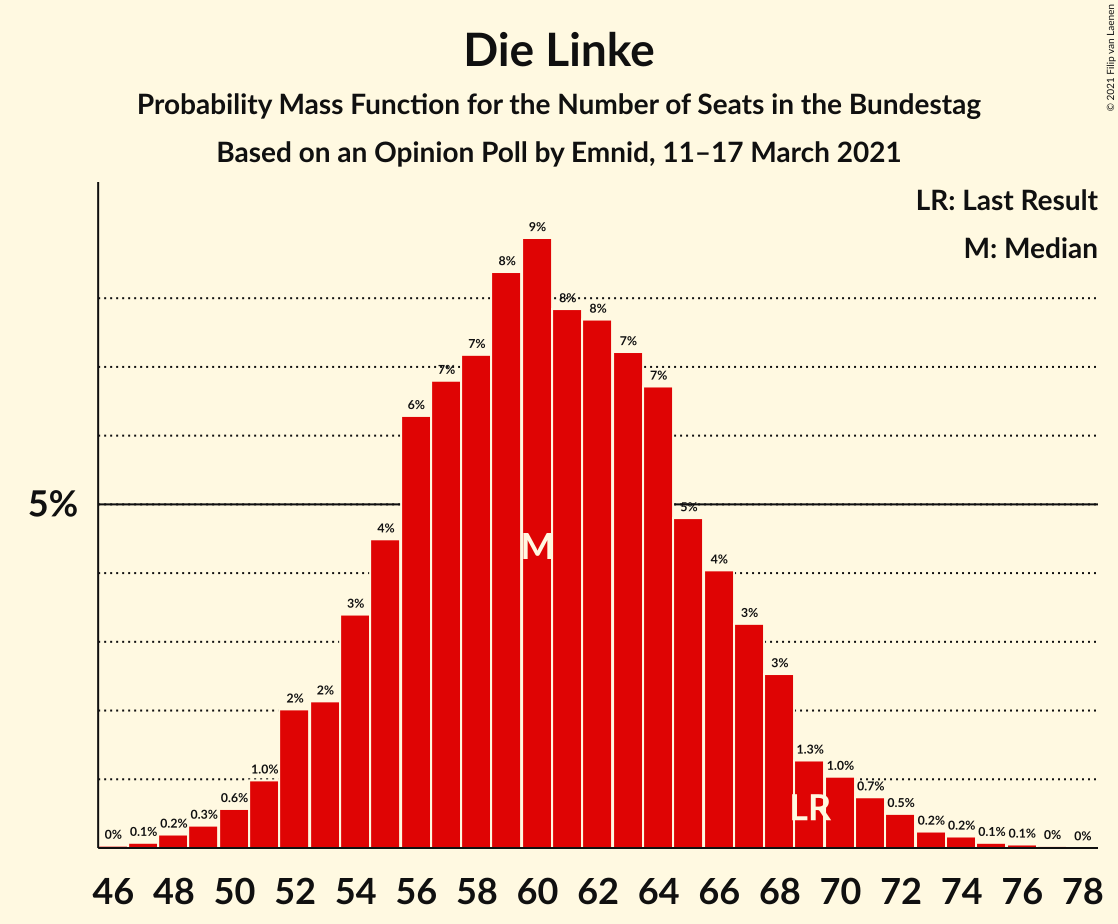 Die Linke
Probability Mass Function for the Number of Seats in the Bundestag
Based on an Opinion Poll by Emnid, 11–17 March 2021
© 2021 Filip van Laenen
LR: Last Result
M: Median
5%
0% 0.1% 0.2% 0.3% 0.6% 1.0% 2% 2% 3% 4% 6% 7% 7% 8% 9% 8% 8% 7% 7% 5% 4% 3% 3% 1.3% 1.0% 0.7% 0.5% 0.2% 0.2% 0.1% 0.1% 0% 0%
M
LR
46 48 50 52 54 56 58 60 62 64 66 68 70 72 74 76 78